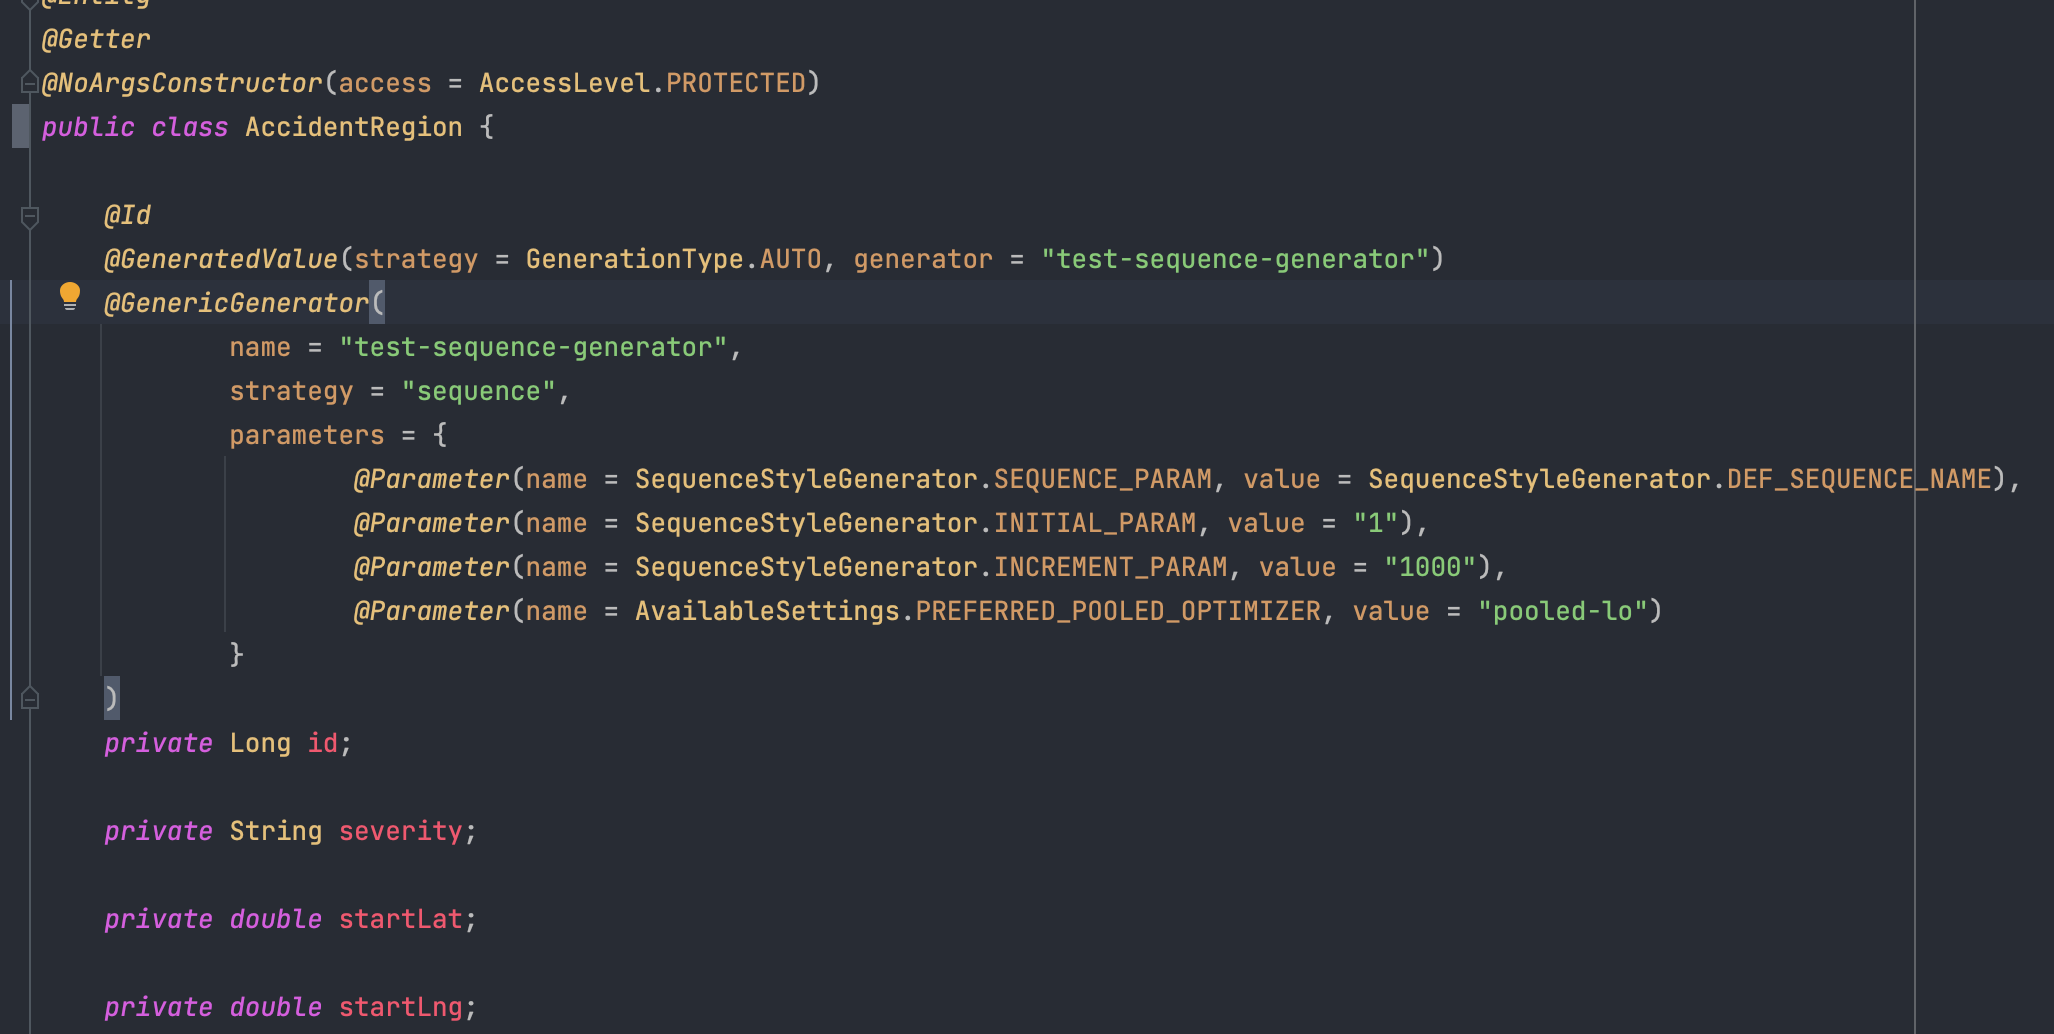 @Entity
@Getter
@NoArgsConstructor(access = AccessLevel.PROTECTED)
public class AccidentRegion {
@Id
@GeneratedValue(strategy = GenerationType.AUTO, generator = "test-sequence-generator")
@GenericGenerator(
name = "test-sequence-generator",
strategy = "sequence",
parameters = {
@Parameter(name = SequenceStyleGenerator.SEQUENCE_PARAM, value = SequenceStyleGenerator.DEF_SEQUENCE_NAME),
@Parameter(name = SequenceStyleGenerator.INITIAL_PARAM, value = "1"),
@Parameter(name = SequenceStyleGenerator.INCREMENT_PARAM, value = "1000"),
@Parameter(name = AvailableSettings.PREFERRED_POOLED_OPTIMIZER, value = "pooled-lo")
}
)
private Long id;
private String severity;
private double startLat;
private double startLng;